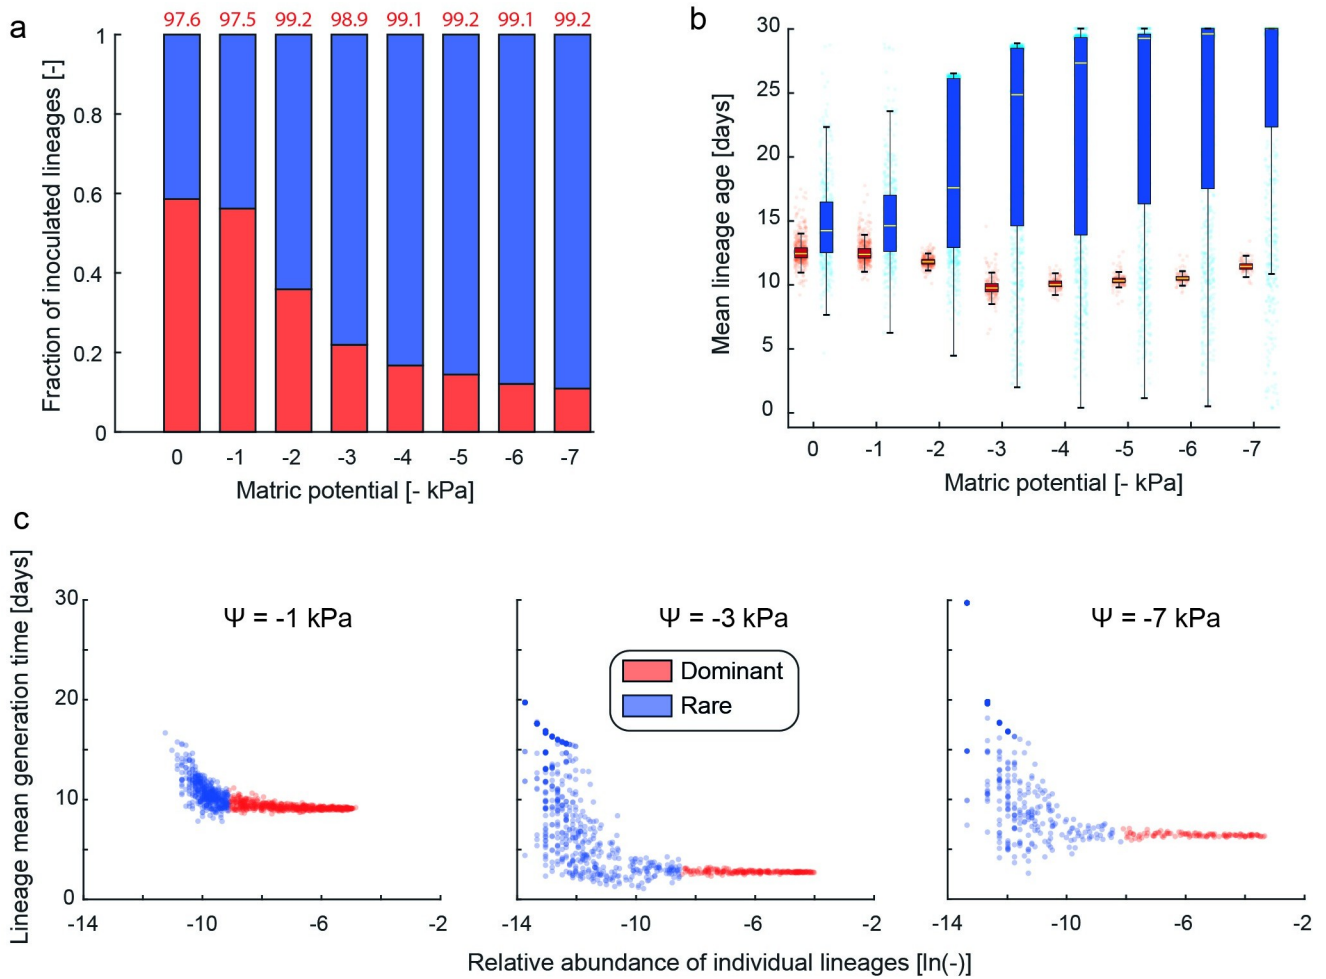 a
97.6 97.5 99.2 98.9 99.1 99.2 99.1 99.2
Fraction of inoculated lineages [-]
1
0.8
0.6
0.4
0.2
0
0 -1 -2 -3 -4 -5 -6 -7
Matric potential [- kPa]
b
Mean lineage age [days]
30
25
20
15
10
5
0
0 -1 -2 -3 -4 -5 -6 -7
Matric potential [- kPa]
c
Lineage mean generation time [days]
30
20
10
0
Ψ = -1 kPa
-14 -10 -6 -2
Ψ = -3 kPa
Dominant
Rare
-14 -10 -6 -2
Ψ = -7 kPa
-14 -10 -6 -2
Relative abundance of individual lineages [ln(-)]